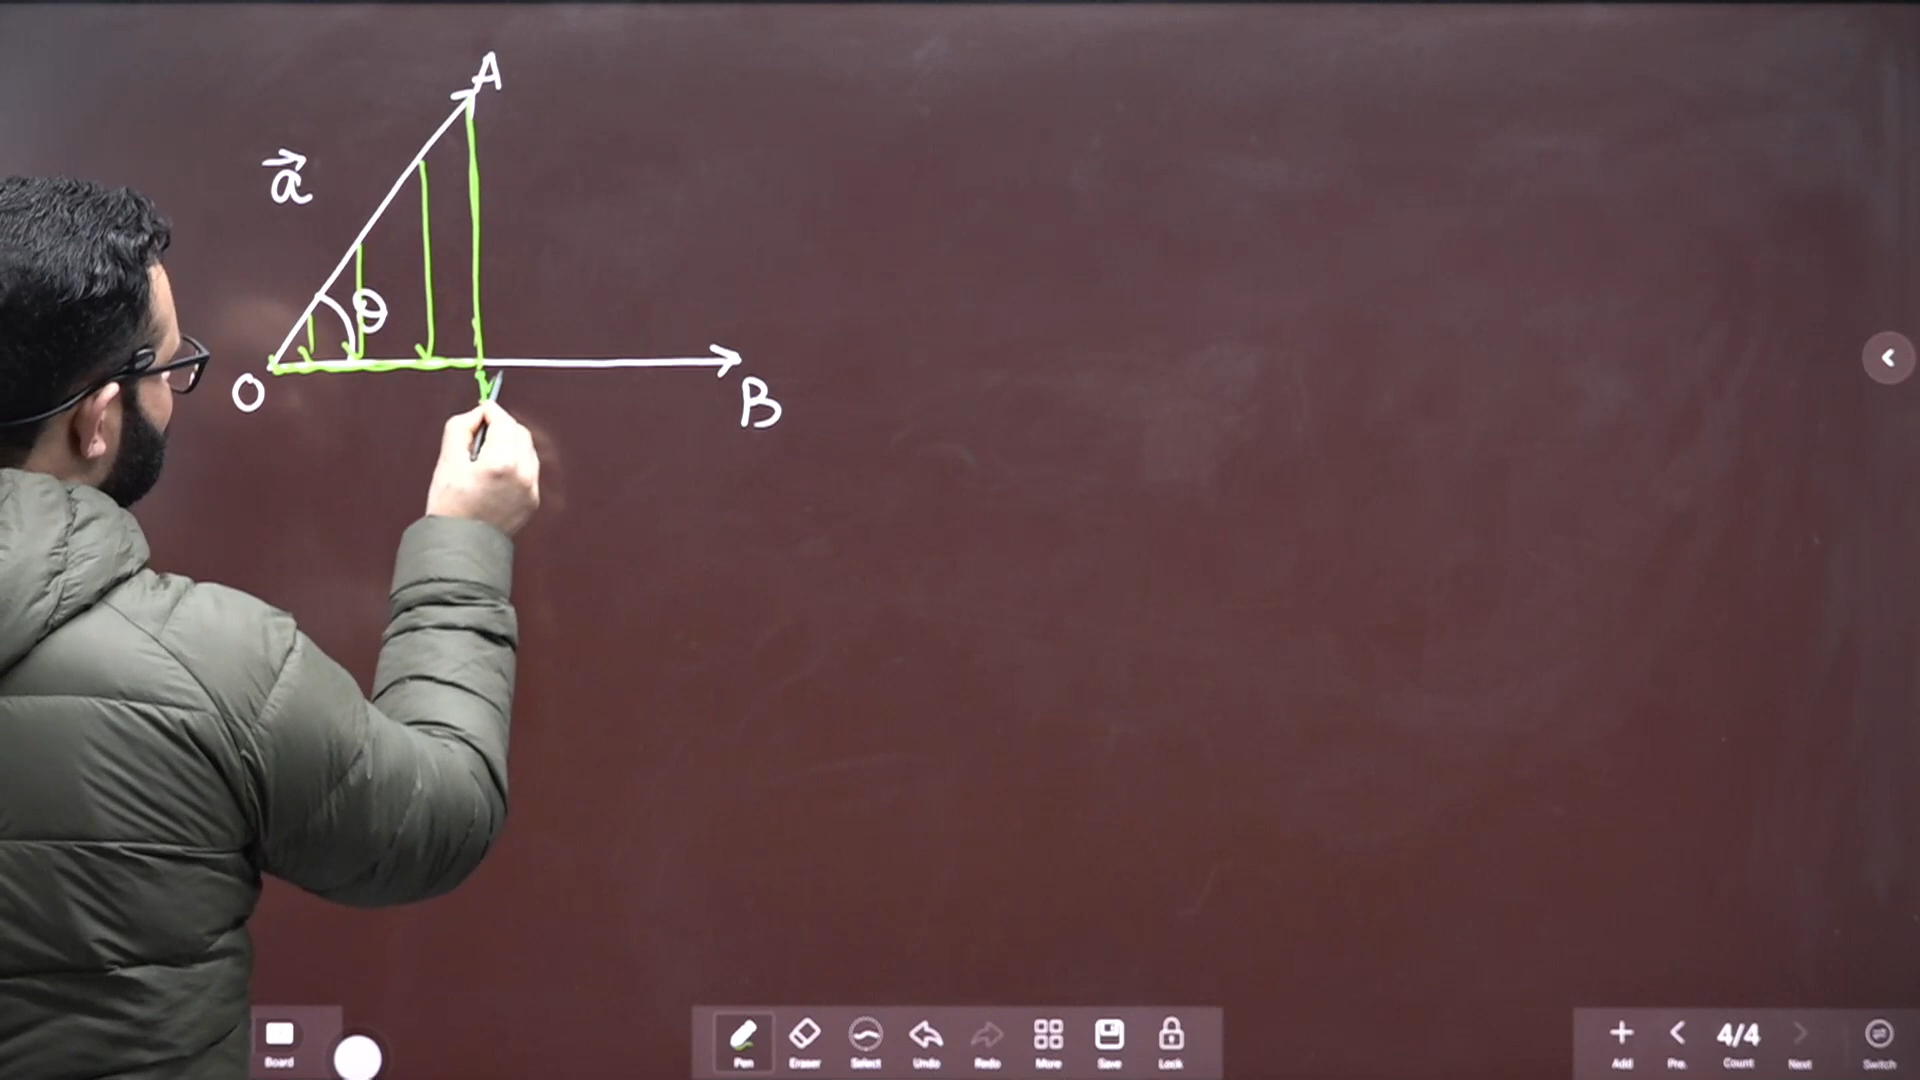 A
a⃗
θ
O
B
Board
Pen Eraser Select Undo Redo More Save Lock
Add Pre. 4/4 Count Next Switch